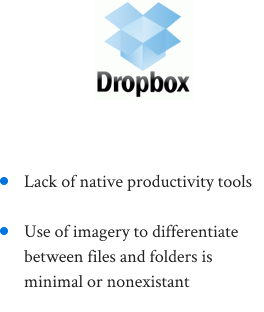 Dropbox
Lack of native productivity tools
Use of imagery to differentiate
between files and folders is
minimal or nonexistant